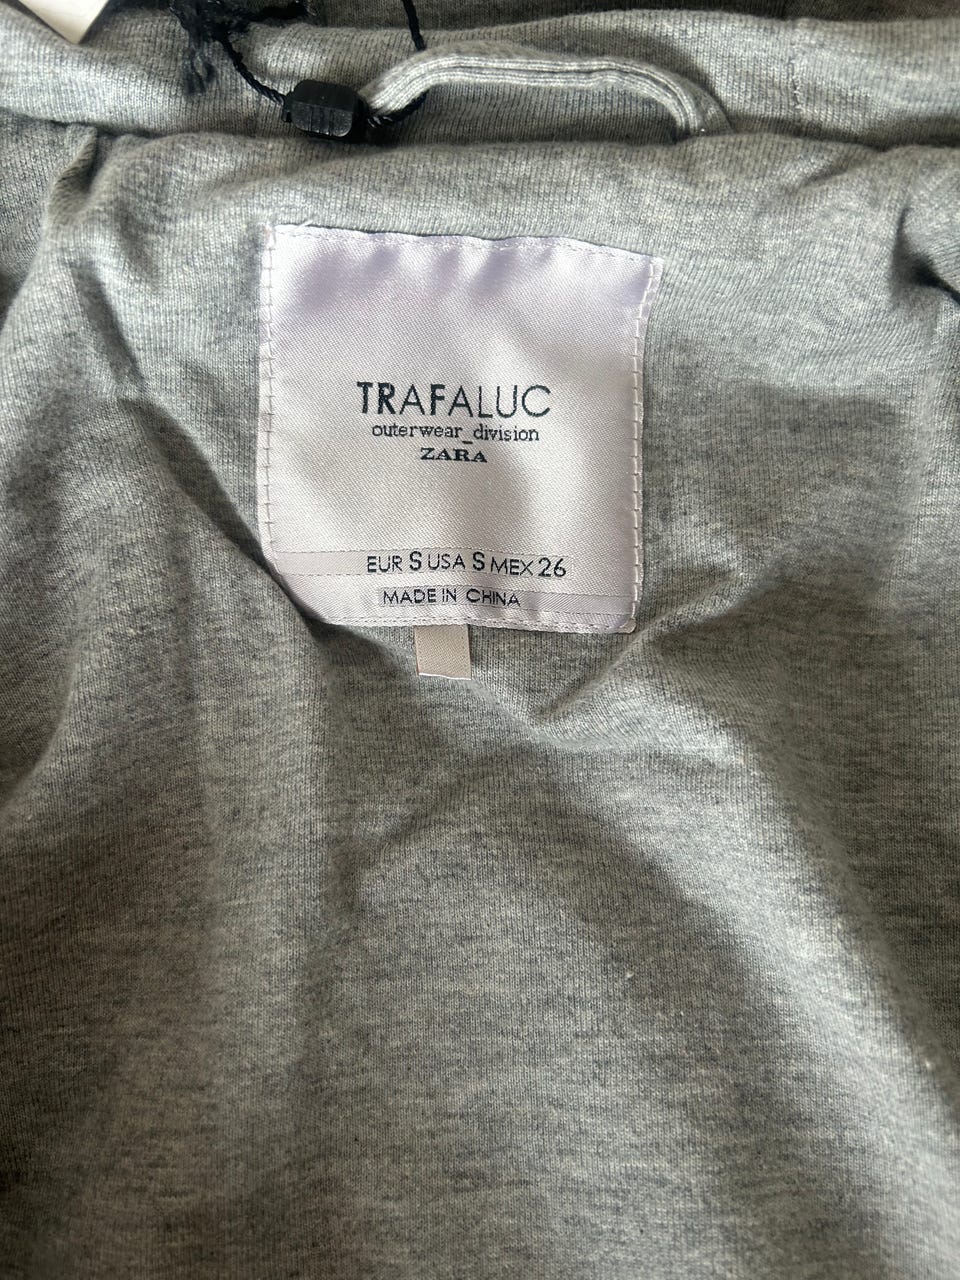 TRAFALUC
outerwear_division
ZARA
EUR S USA S MEX 26
MADE IN CHINA